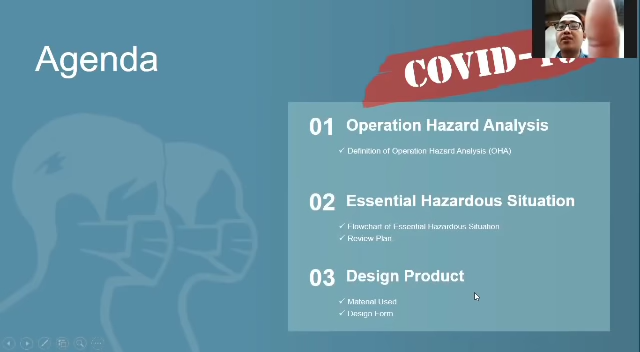 Agenda
COVID-
01 Operation Hazard Analysis
✓ Definition of Operation Hazard Analysis (OHA)
02 Essential Hazardous Situation
✓ Flowchart of Essential Hazardous Situation
✓ Review Plan.
03 Design Product
✓ Material Used
✓ Design Form